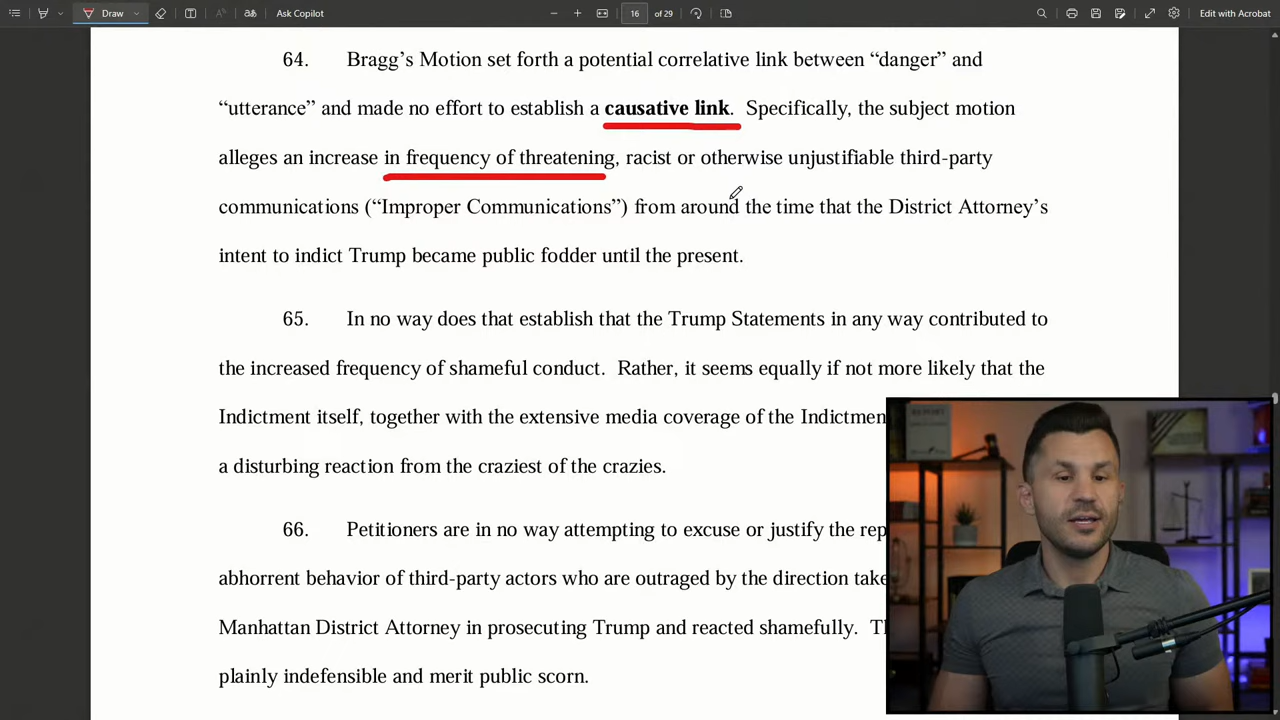 Draw
Ask Copilot
16
of 29
Edit with Acrobat
64. Bragg’s Motion set forth a potential correlative link between “danger” and
“utterance” and made no effort to establish a causative link. Specifically, the subject motion
alleges an increase in frequency of threatening, racist or otherwise unjustifiable third-party
communications (“Improper Communications”) from around the time that the District Attorney’s
intent to indict Trump became public fodder until the present.
65. In no way does that establish that the Trump Statements in any way contributed to
the increased frequency of shameful conduct. Rather, it seems equally if not more likely that the
Indictment itself, together with the extensive media coverage of the Indictmen
a disturbing reaction from the craziest of the crazies.
66. Petitioners are in no way attempting to excuse or justify the rep
abhorrent behavior of third-party actors who are outraged by the direction take
Manhattan District Attorney in prosecuting Trump and reacted shamefully. Th
plainly indefensible and merit public scorn.